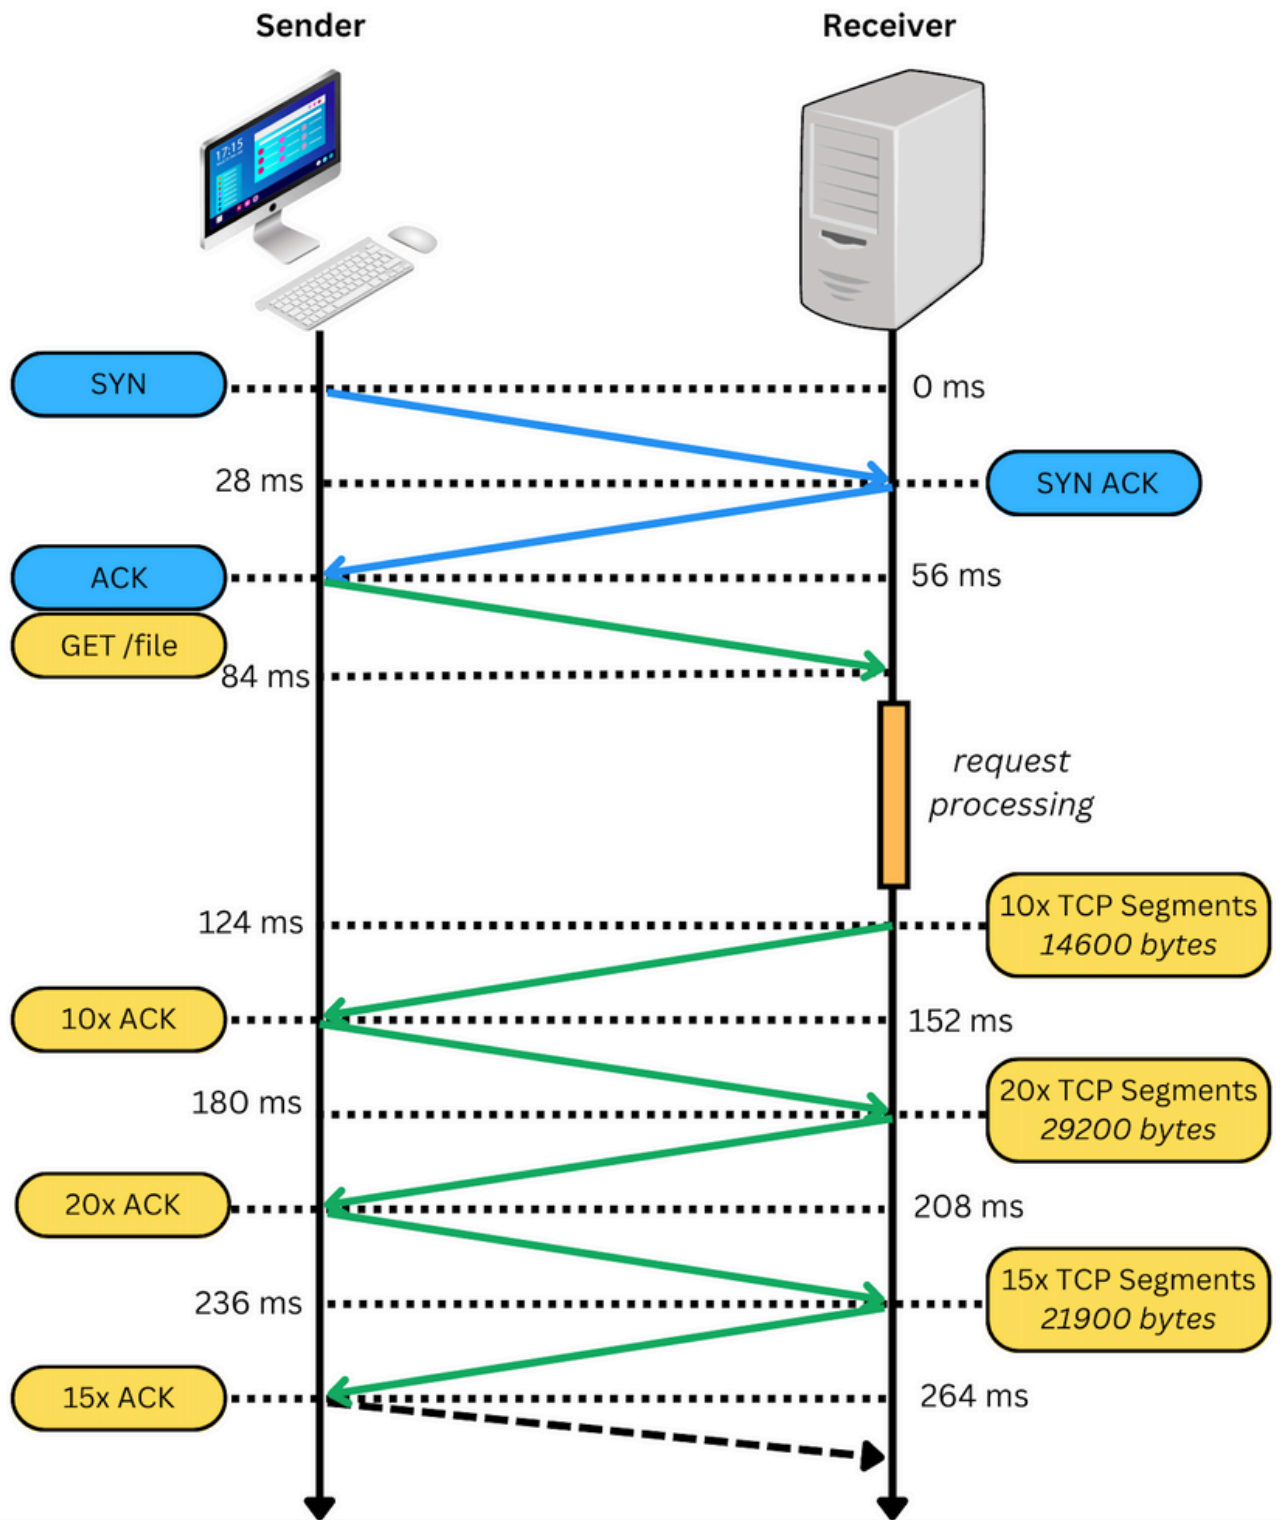 Sender
Receiver
17:15
SYN
0 ms
28 ms
SYN ACK
ACK
56 ms
GET /file
84 ms
request
processing
124 ms
10x TCP Segments
14600 bytes
10x ACK
152 ms
180 ms
20x TCP Segments
29200 bytes
20x ACK
208 ms
236 ms
15x TCP Segments
21900 bytes
15x ACK
264 ms